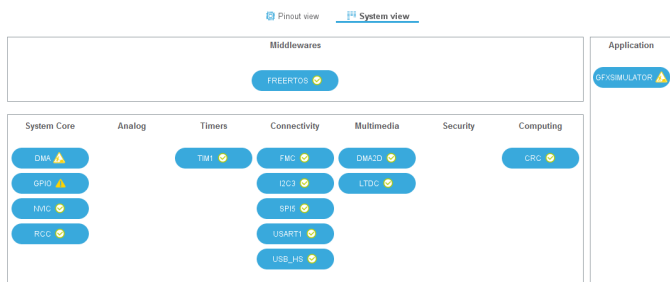 Pinout view System view
Middlewares
FREERTOS
Application
GFXSIMULATOR
System Core Analog Timers Connectivity Multimedia Security Computing
DMA TIM1 FMC DMA2D CRC
GPIO I2C3 LTDC
NVIC SPI5
RCC USART1
USB_HS